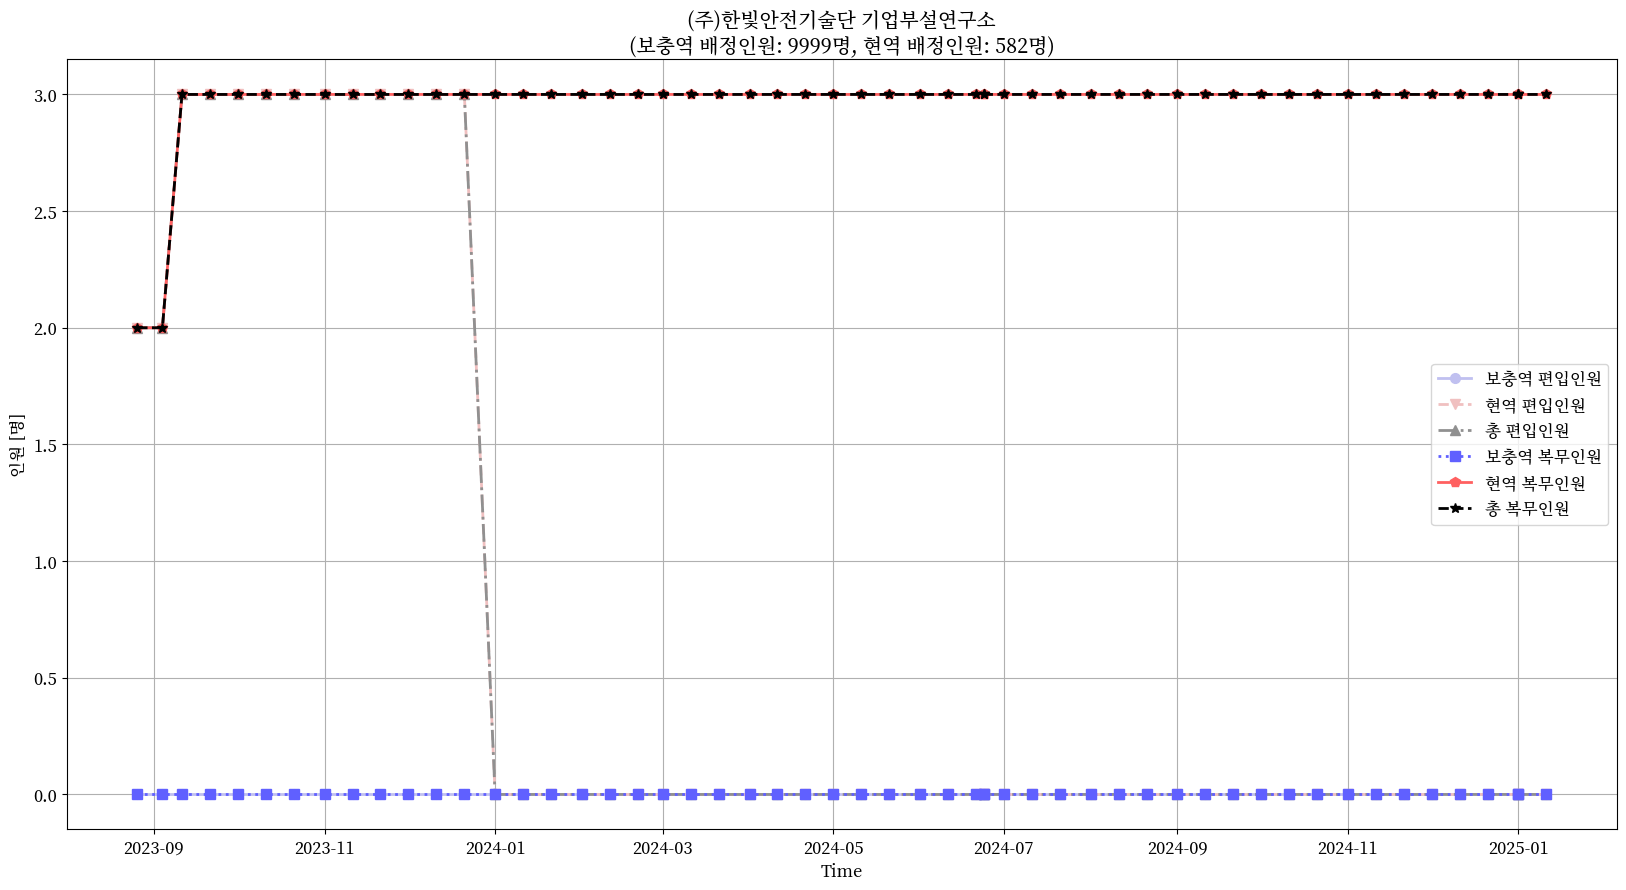 (주)한빛안전기술단 기업부설연구소
(보충역 배정인원: 9999명, 현역 배정인원: 582명)
3.0
2.5
2.0
1.5
1.0
0.5
0.0
인원 [명]
보충역 편입인원
현역 편입인원
총 편입인원
보충역 복무인원
현역 복무인원
총 복무인원
2023-09 2023-11 2024-01 2024-03 2024-05 2024-07 2024-09 2024-11 2025-01
Time